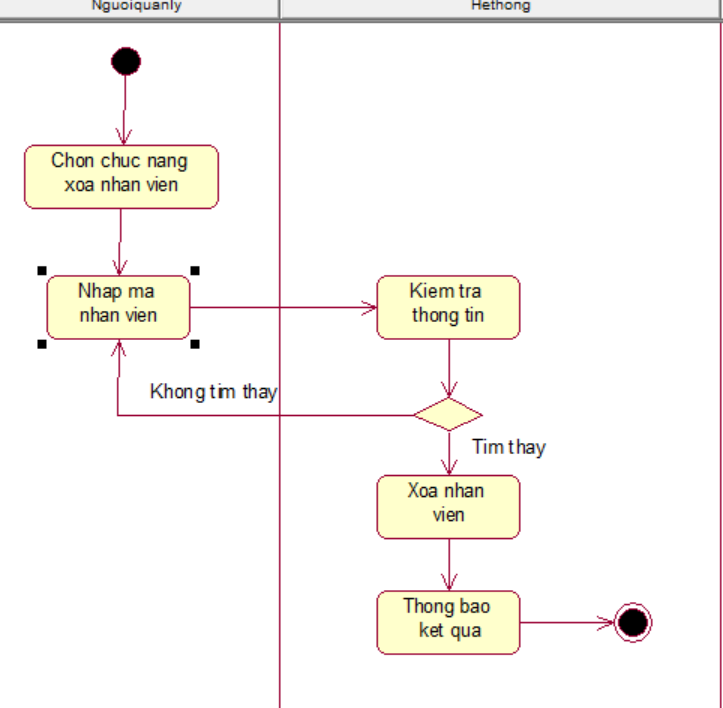 Nguoiquanly
Hethong
Chon chuc nang
xoa nhan vien
Nhap ma
nhan vien
Kiem tra
thong tin
Khong tim thay
Tim thay
Xoa nhan
vien
Thong bao
ket qua